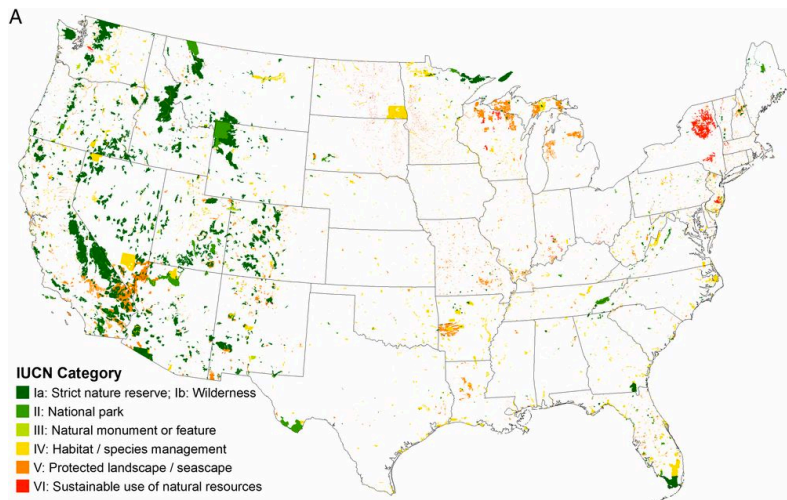 A
IUCN Category
Ia: Strict nature reserve; Ib: Wilderness
II: National park
III: Natural monument or feature
IV: Habitat / species management
V: Protected landscape / seascape
VI: Sustainable use of natural resources